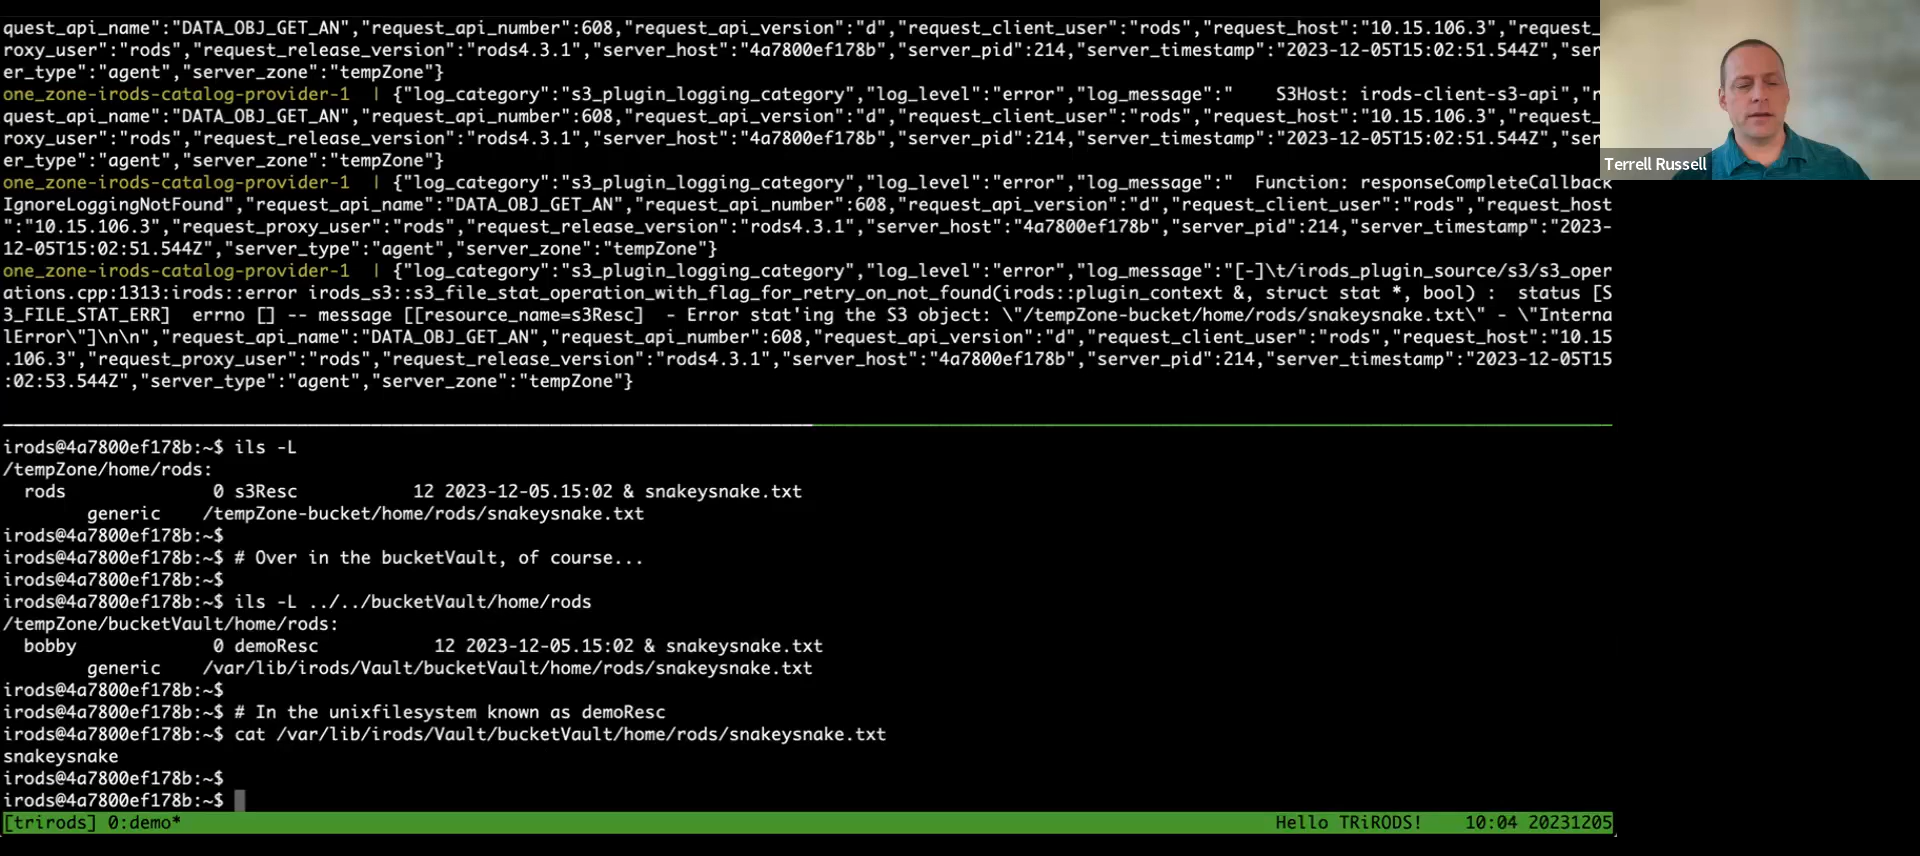 quest_api_name":"DATA_OBJ_GET_AN","request_api_number":608,"request_api_version":"d","request_client_user":"rods","request_host":"10.15.106.3","request_
roxy_user":"rods","request_release_version":"rods4.3.1","server_host":"4a7800ef178b","server_pid":214,"server_timestamp":"2023-12-05T15:02:51.544Z","ser
er_type":"agent","server_zone":"tempZone"}
one_zone-irods-catalog-provider-1  | {"log_category":"s3_plugin_logging_category","log_level":"error","log_message":"    S3Host: irods-client-s3-api","r
quest_api_name":"DATA_OBJ_GET_AN","request_api_number":608,"request_api_version":"d","request_client_user":"rods","request_host":"10.15.106.3","request_
roxy_user":"rods","request_release_version":"rods4.3.1","server_host":"4a7800ef178b","server_pid":214,"server_timestamp":"2023-12-05T15:02:51.544Z","ser
er_type":"agent","server_zone":"tempZone"}
Terrell Russell
one_zone-irods-catalog-provider-1  | {"log_category":"s3_plugin_logging_category","log_level":"error","log_message":"  Function: responseCompleteCallback
IgnoreLoggingNotFound","request_api_name":"DATA_OBJ_GET_AN","request_api_number":608,"request_api_version":"d","request_client_user":"rods","request_host
":"10.15.106.3","request_proxy_user":"rods","request_release_version":"rods4.3.1","server_host":"4a7800ef178b","server_pid":214,"server_timestamp":"2023-
12-05T15:02:51.544Z","server_type":"agent","server_zone":"tempZone"}
one_zone-irods-catalog-provider-1  | {"log_category":"s3_plugin_logging_category","log_level":"error","log_message":"[-]\t/irods_plugin_source/s3/s3_oper
ations.cpp:1313:irods::error irods_s3::s3_file_stat_operation_with_flag_for_retry_on_not_found(irods::plugin_context &, struct stat *, bool) :  status [S
3_FILE_STAT_ERR]  errno [] -- message [[resource_name=s3Resc]  - Error stat'ing the S3 object: \"/tempZone-bucket/home/rods/snakeysnake.txt\" - \"Interna
lError\"]\n\n","request_api_name":"DATA_OBJ_GET_AN","request_api_number":608,"request_api_version":"d","request_client_user":"rods","request_host":"10.15
.106.3","request_proxy_user":"rods","request_release_version":"rods4.3.1","server_host":"4a7800ef178b","server_pid":214,"server_timestamp":"2023-12-05T15
:02:53.544Z","server_type":"agent","server_zone":"tempZone"}
irods@4a7800ef178b:~$ ils -L
/tempZone/home/rods:
  rods              0 s3Resc           12 2023-12-05.15:02 & snakeysnake.txt
        generic    /tempZone-bucket/home/rods/snakeysnake.txt
irods@4a7800ef178b:~$
irods@4a7800ef178b:~$ # Over in the bucketVault, of course...
irods@4a7800ef178b:~$
irods@4a7800ef178b:~$ ils -L ../../bucketVault/home/rods
/tempZone/bucketVault/home/rods:
  bobby             0 demoResc           12 2023-12-05.15:02 & snakeysnake.txt
        generic    /var/lib/irods/Vault/bucketVault/home/rods/snakeysnake.txt
irods@4a7800ef178b:~$
irods@4a7800ef178b:~$ # In the unixfilesystem known as demoResc
irods@4a7800ef178b:~$ cat /var/lib/irods/Vault/bucketVault/home/rods/snakeysnake.txt
snakeysnake
irods@4a7800ef178b:~$
irods@4a7800ef178b:~$
[trirods] 0:demo* Hello TRiRODS! 10:04 20231205